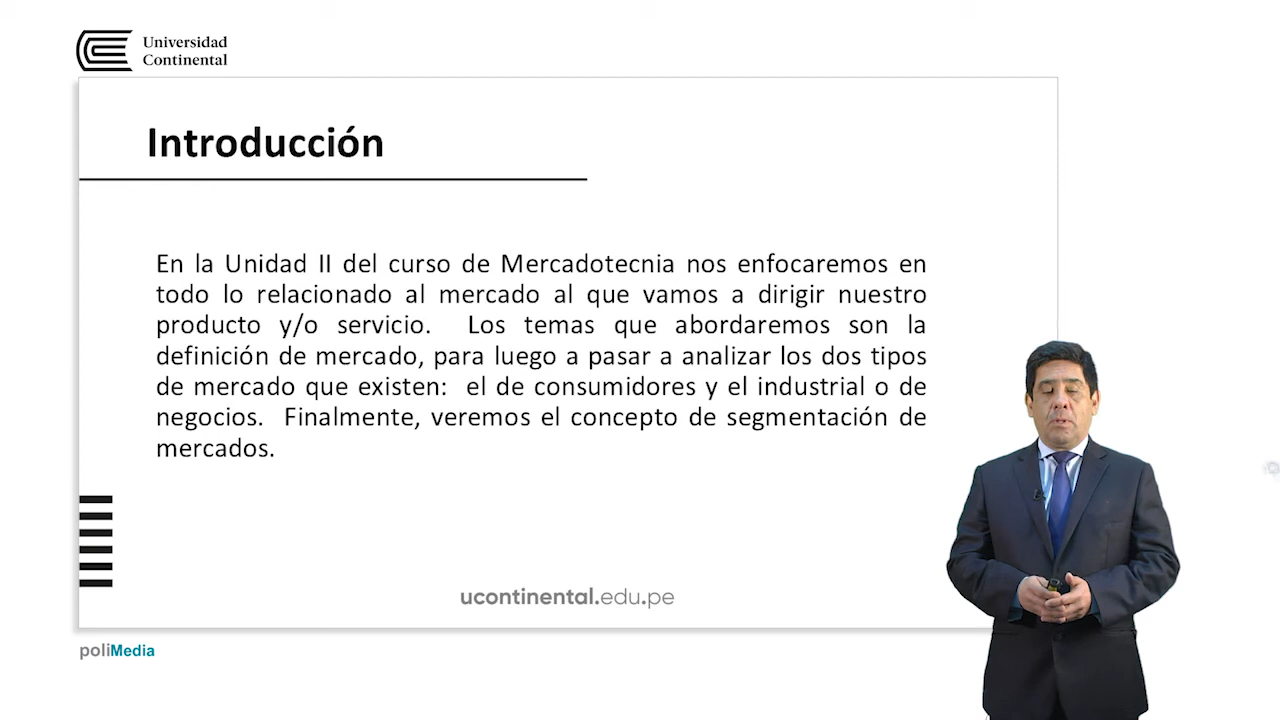 Universidad
Continental
Introducción
En la Unidad II del curso de Mercadotecnia nos enfocaremos en
todo lo relacionado al mercado al que vamos a dirigir nuestro
producto y/o servicio. Los temas que abordaremos son la
definición de mercado, para luego a pasar a analizar los dos tipos
de mercado que existen: el de consumidores y el industrial o de
negocios. Finalmente, veremos el concepto de segmentación de
mercados.
ucontinental.edu.pe
poliMedia